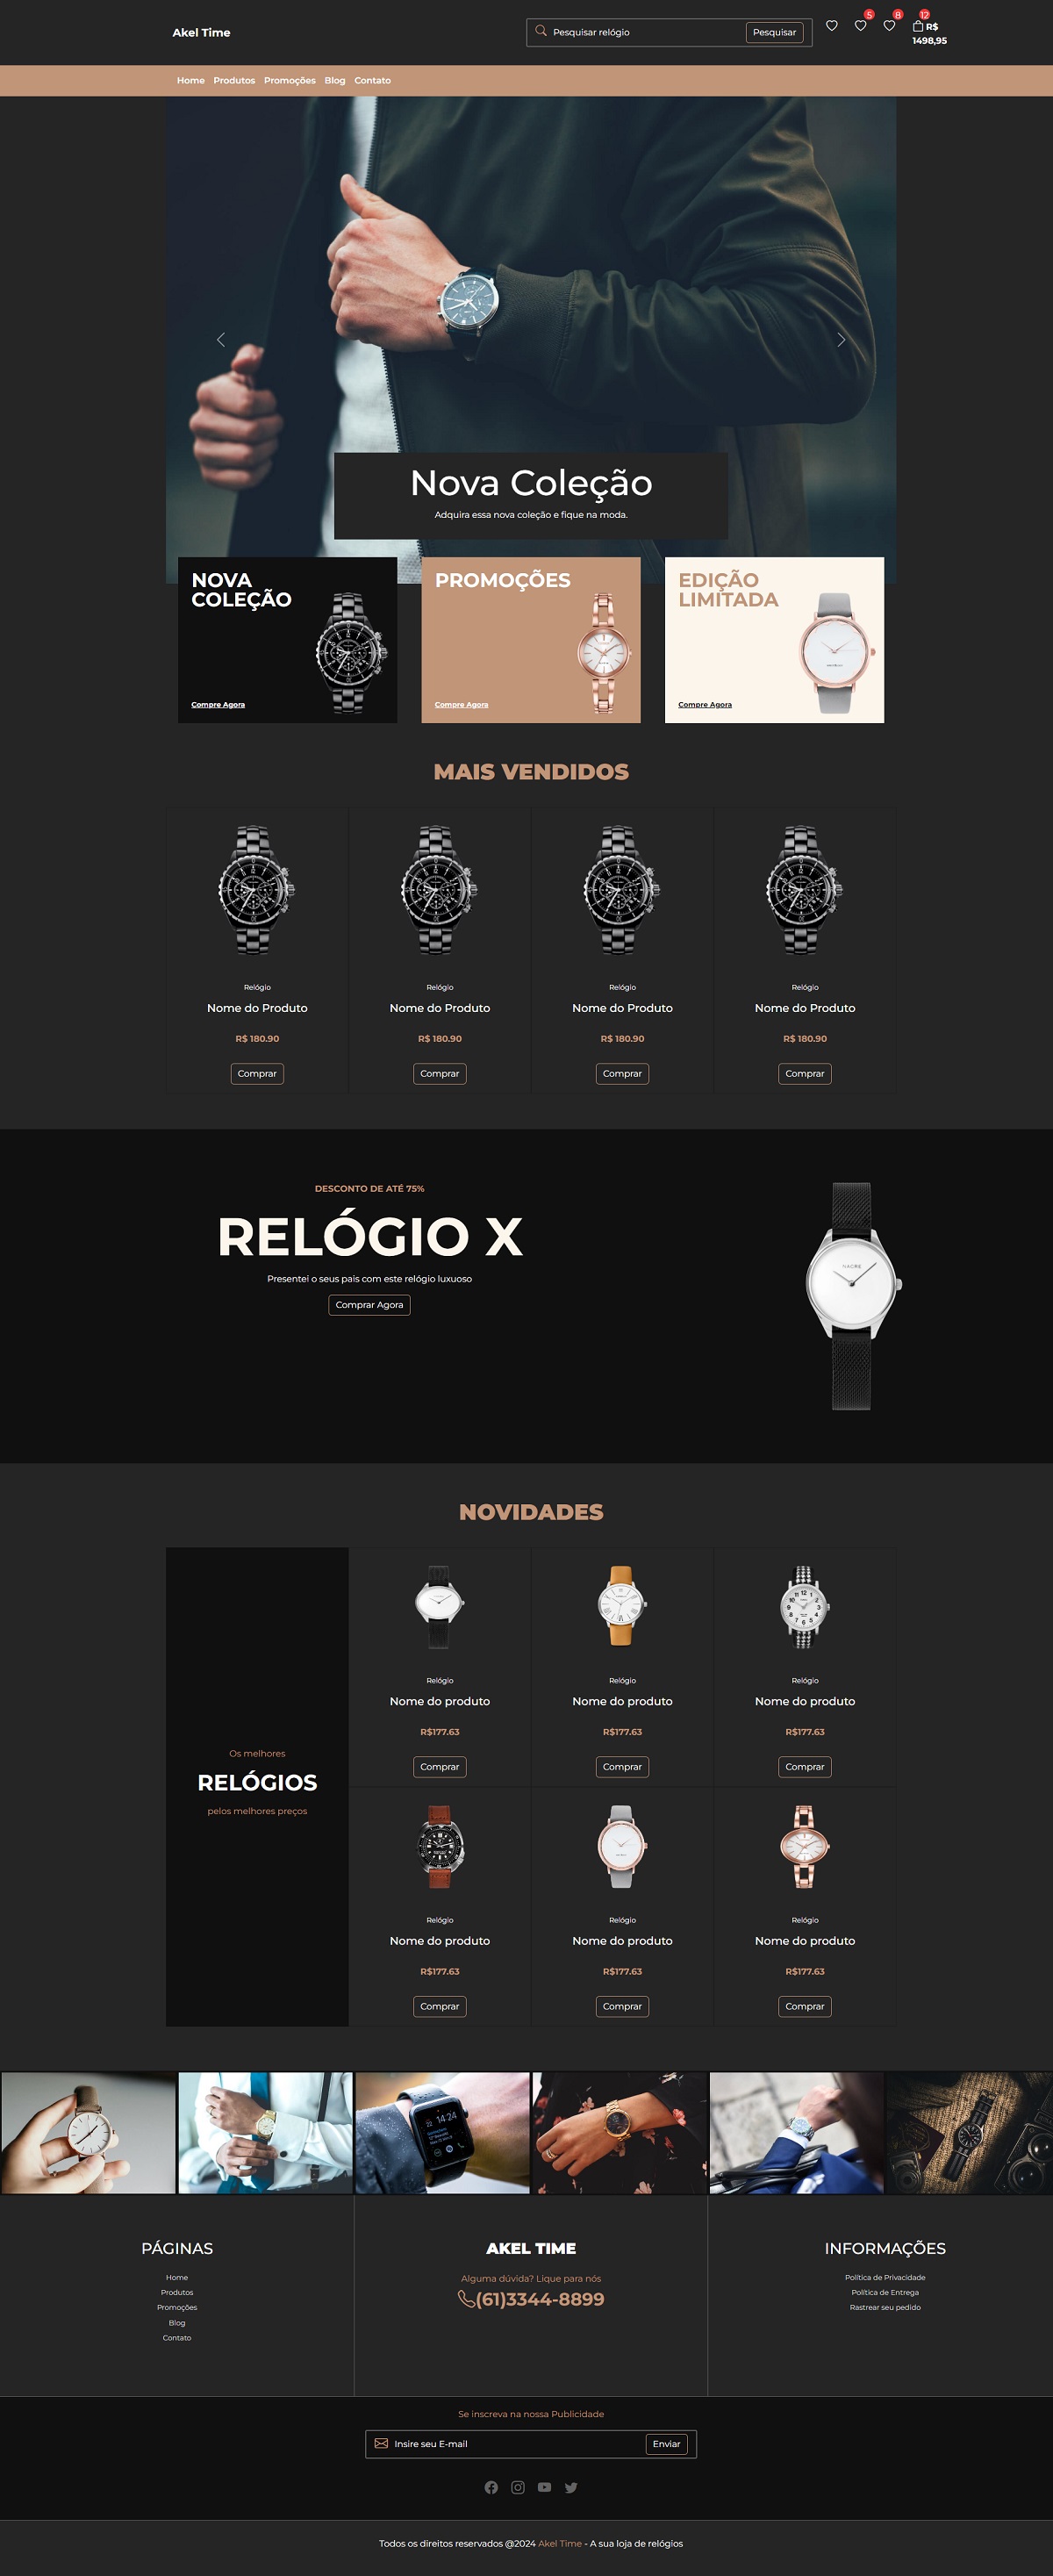 Akel Time
Pesquisar relógio
Pesquisar
5
8
12
R$
1498,95
Home Produtos Promoções Blog Contato
Nova Coleção
Adquira essa nova coleção e fique na moda.
NOVA
COLEÇÃO
Compre Agora
PROMOÇÕES
Compre Agora
EDIÇÃO
LIMITADA
Compre Agora
MAIS VENDIDOS
Relógio
Nome do Produto
R$ 180.90
Comprar
Relógio
Nome do Produto
R$ 180.90
Comprar
Relógio
Nome do Produto
R$ 180.90
Comprar
Relógio
Nome do Produto
R$ 180.90
Comprar
DESCONTO DE ATÉ 75%
RELÓGIO X
Presentei o seus pais com este relógio luxuoso
Comprar Agora
NACRE
NOVIDADES
Os melhores
RELÓGIOS
pelos melhores preços
Relógio
Nome do produto
R$177.63
Comprar
Relógio
Nome do produto
R$177.63
Comprar
Relógio
Nome do produto
R$177.63
Comprar
Relógio
Nome do produto
R$177.63
Comprar
Relógio
Nome do produto
R$177.63
Comprar
Relógio
Nome do produto
R$177.63
Comprar
22 14:24
PÁGINAS
Home
Produtos
Promoções
Blog
Contato
AKEL TIME
Alguma dúvida? Lique para nós
(61)3344-8899
INFORMAÇÕES
Política de Privacidade
Política de Entrega
Rastrear seu pedido
Se inscreva na nossa Publicidade
Insire seu E-mail
Enviar
Todos os direitos reservados @2024 Akel Time - A sua loja de relógios